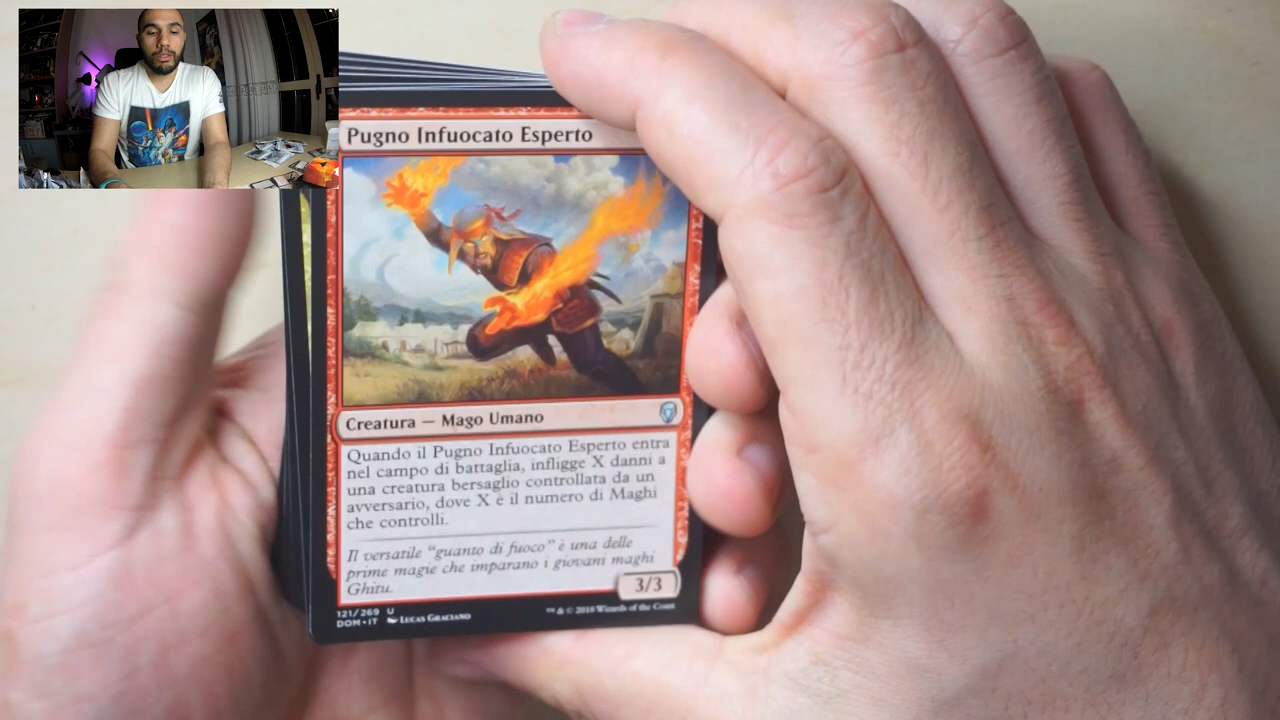 Pugno Infuocato Esperto
Creatura — Mago Umano
Quando il Pugno Infuocato Esperto entra
nel campo di battaglia, infligge X danni a
una creatura bersaglio controllata da un
avversario, dove X è il numero di Maghi
che controlli.
Il versatile “guanto di fuoco” è una delle
prime magie che imparano i giovani maghi
Ghitu.
3/3
121/269 U
DOM • IT Lucas Graciano
™ & © 2018 Wizards of the Coast